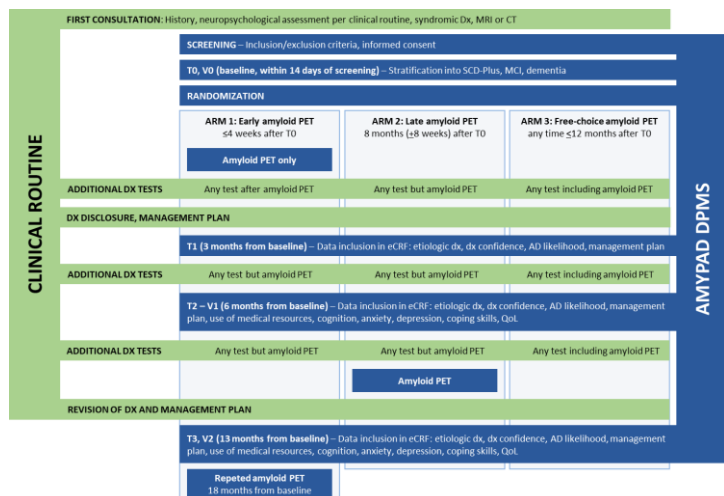 FIRST CONSULTATION: History, neuropsychological assessment per clinical routine, syndromic Dx, MRI or CT
SCREENING – Inclusion/exclusion criteria, informed consent
T0, V0 (baseline, within 14 days of screening) – Stratification into SCD-Plus, MCI, dementia
RANDOMIZATION
ARM 1: Early amyloid PET
≤4 weeks after T0
Amyloid PET only
ARM 2: Late amyloid PET
8 months (±8 weeks) after T0
ARM 3: Free-choice amyloid PET
any time ≤12 months after T0
ADDITIONAL DX TESTS
Any test after amyloid PET
Any test but amyloid PET
Any test including amyloid PET
DX DISCLOSURE, MANAGEMENT PLAN
T1 (3 months from baseline) – Data inclusion in eCRF: etiologic dx, dx confidence, AD likelihood, management plan
ADDITIONAL DX TESTS
Any test but amyloid PET
Any test but amyloid PET
Any test including amyloid PET
T2 – V1 (6 months from baseline) – Data inclusion in eCRF: etiologic dx, dx confidence, AD likelihood, management
plan, use of medical resources, cognition, anxiety, depression, coping skills, QoL
ADDITIONAL DX TESTS
Any test but amyloid PET
Any test but amyloid PET
Any test including amyloid PET
Amyloid PET
REVISION OF DX AND MANAGEMENT PLAN
T3, V2 (13 months from baseline) – Data inclusion in eCRF: etiologic dx, dx confidence, AD likelihood, management
plan, use of medical resources, cognition, anxiety, depression, coping skills, QoL
Repeted amyloid PET
18 months from baseline
CLINICAL ROUTINE
AMYPAD DPMS